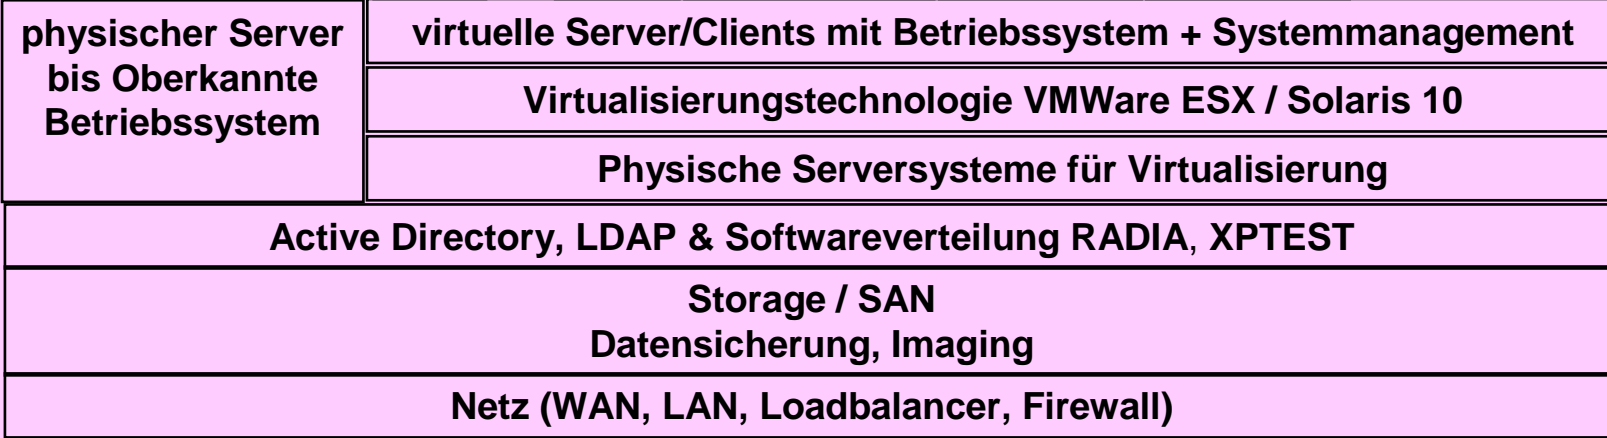 physischer Server
bis Oberkannte
Betriebssystem
virtuelle Server/Clients mit Betriebssystem + Systemmanagement
Virtualisierungstechnologie VMWare ESX / Solaris 10
Physische Serversysteme für Virtualisierung
Active Directory, LDAP & Softwareverteilung RADIA, XPTEST
Storage / SAN
Datensicherung, Imaging
Netz (WAN, LAN, Loadbalancer, Firewall)